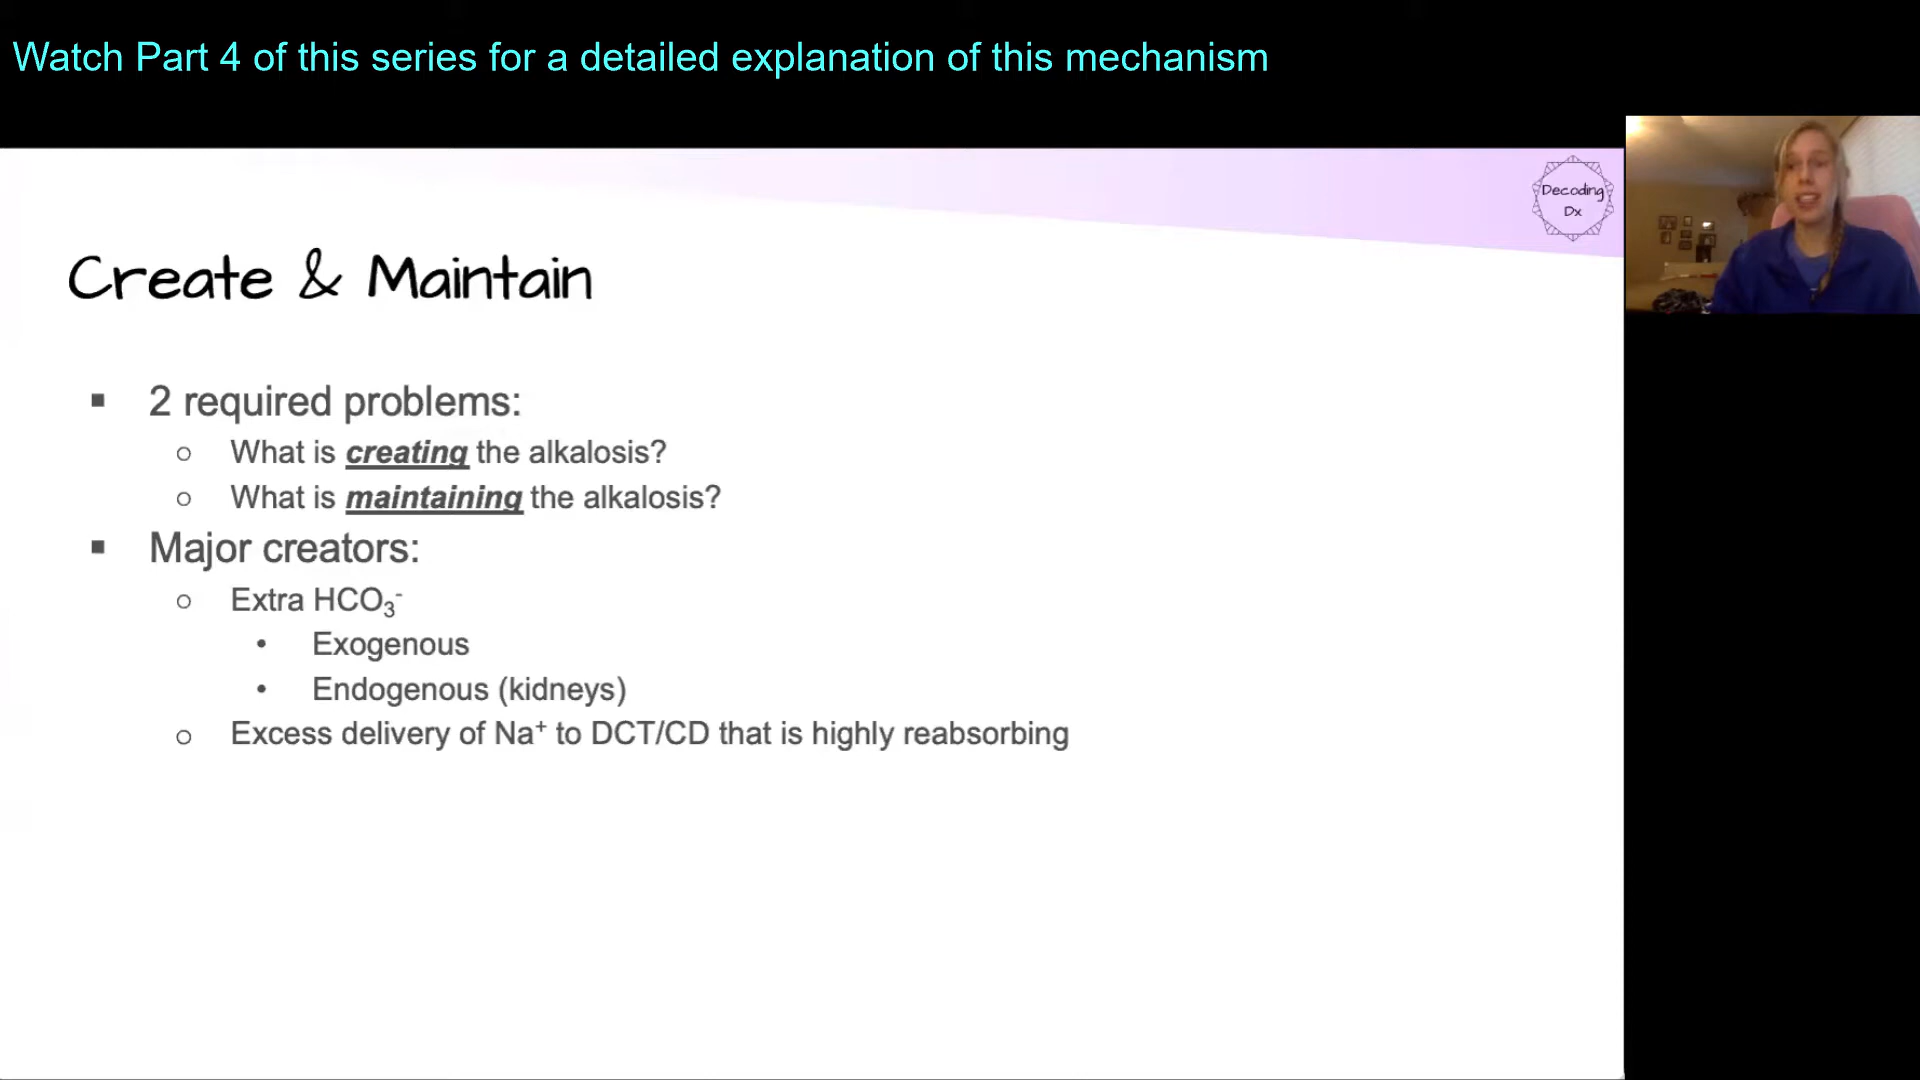 Watch Part 4 of this series for a detailed explanation of this mechanism
Decoding
Dx
Create & Maintain
▪ 2 required problems:
○ What is creating the alkalosis?
○ What is maintaining the alkalosis?
▪ Major creators:
○ Extra HCO₃⁻
• Exogenous
• Endogenous (kidneys)
○ Excess delivery of Na⁺ to DCT/CD that is highly reabsorbing